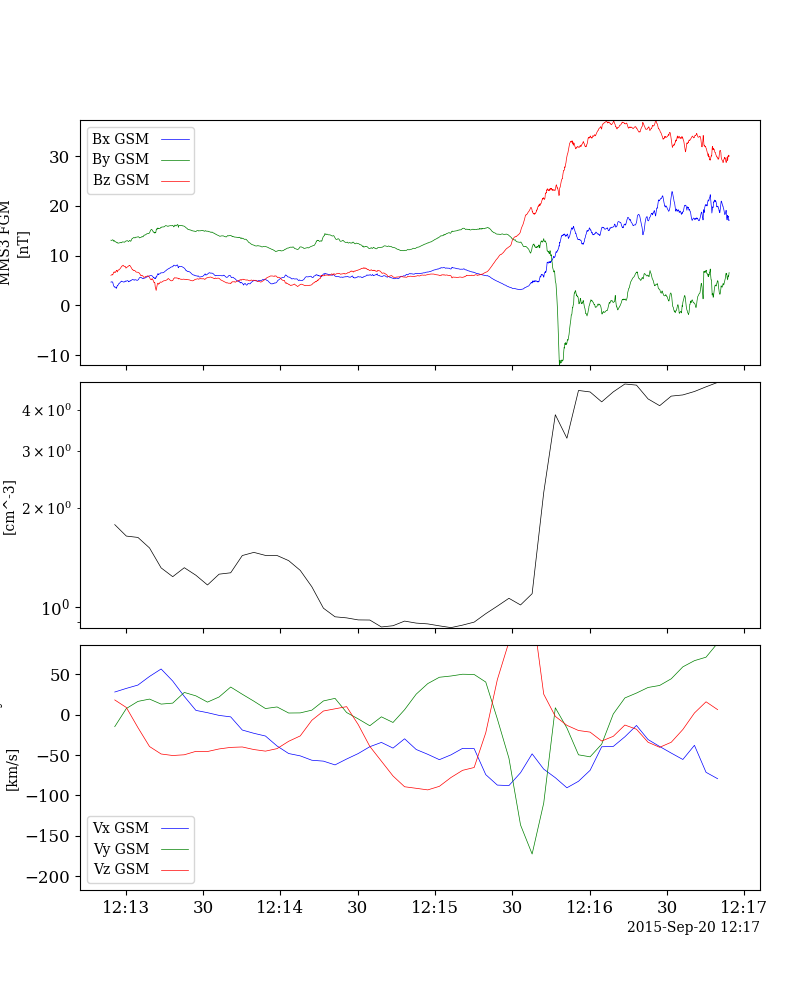 Bx GSM
By GSM
Bz GSM
30
20
10
0
−10
MMS3 FGM
[nT]
4 × 10⁰
3 × 10⁰
2 × 10⁰
10⁰
[cm^-3]
50
0
−50
−100
−150
−200
[km/s]
Vx GSM
Vy GSM
Vz GSM
12:13 30 12:14 30 12:15 30 12:16 30 12:17
2015-Sep-20 12:17